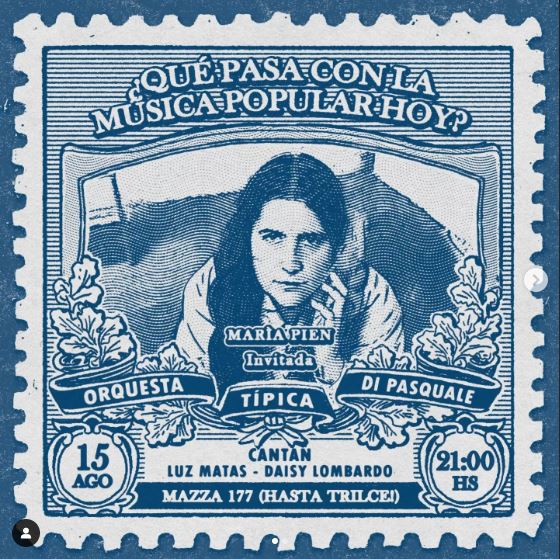 ¿QUÉ PASA CON LA
MÚSICA POPULAR HOY?
MARÍA PIEN
Invitada
ORQUESTA
TÍPICA
DI PASQUALE
15
AGO
CANTAN
LUZ MATAS - DAISY LOMBARDO
21:00
HS
MAZZA 177 (HASTA TRILCE!)